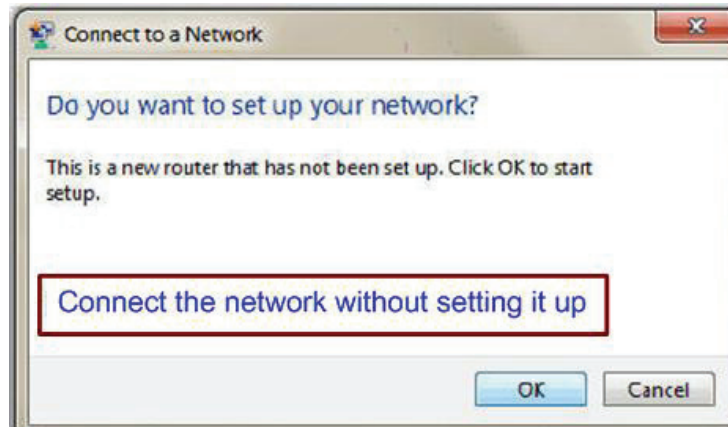 Connect to a Network
Do you want to set up your network?
This is a new router that has not been set up. Click OK to start
setup.
Connect the network without setting it up
OK
Cancel